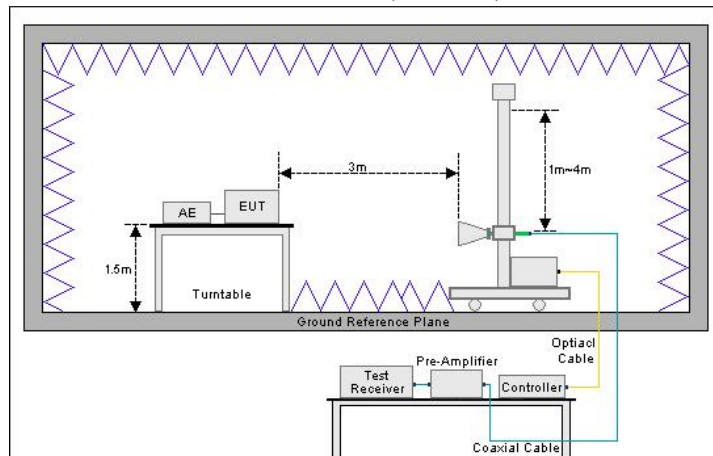 3m
1m~4m
AE
EUT
1.5m
Turntable
Ground Reference Plane
Optiacl
Cable
Pre-Amplifier
Test
Receiver
Controller
Coaxial Cable